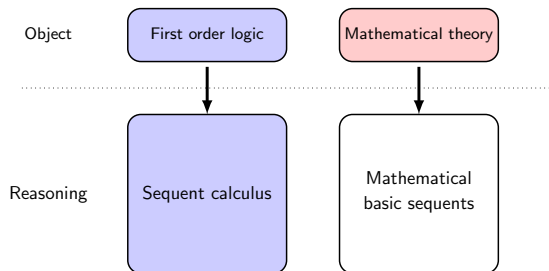 Object
First order logic
Mathematical theory
Reasoning
Sequent calculus
Mathematical
basic sequents